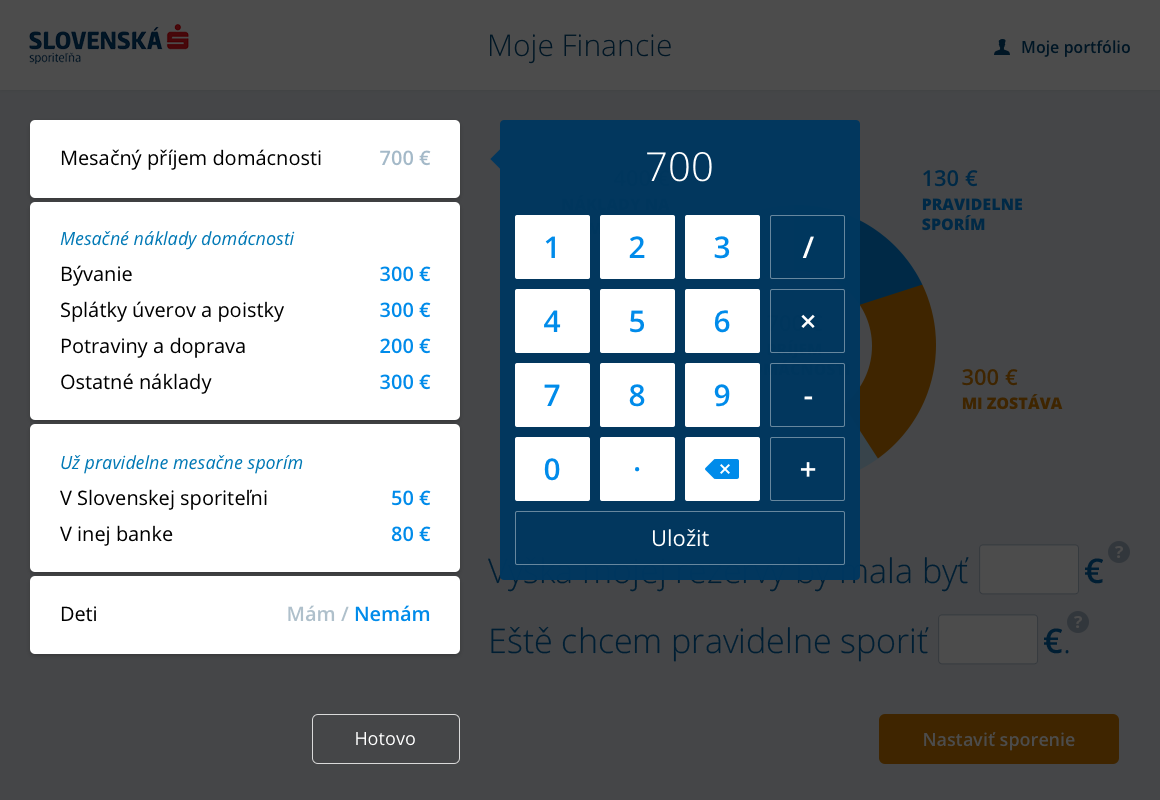 SLOVENSKÁ
sporiteľňa
Moje Financie
Moje portfólio
Mesačný příjem domácnosti 700 €
Mesačné náklady domácnosti
Bývanie 300 €
Splátky úverov a poistky 300 €
Potraviny a doprava 200 €
Ostatné náklady 300 €
Už pravidelne mesačne sporím
V Slovenskej sporiteľni 50 €
V inej banke 80 €
Deti Mám / Nemám
Hotovo
700
1 2 3 /
4 5 6 ×
7 8 9 -
0 · ×  +
Uložit
130 €
PRAVIDELNE
SPORÍM
300 €
MI ZOSTÁVA
Výška mojej rezervy by mala byť € ?
Eště chcem pravidelne sporiť €. ?
Nastaviť sporenie